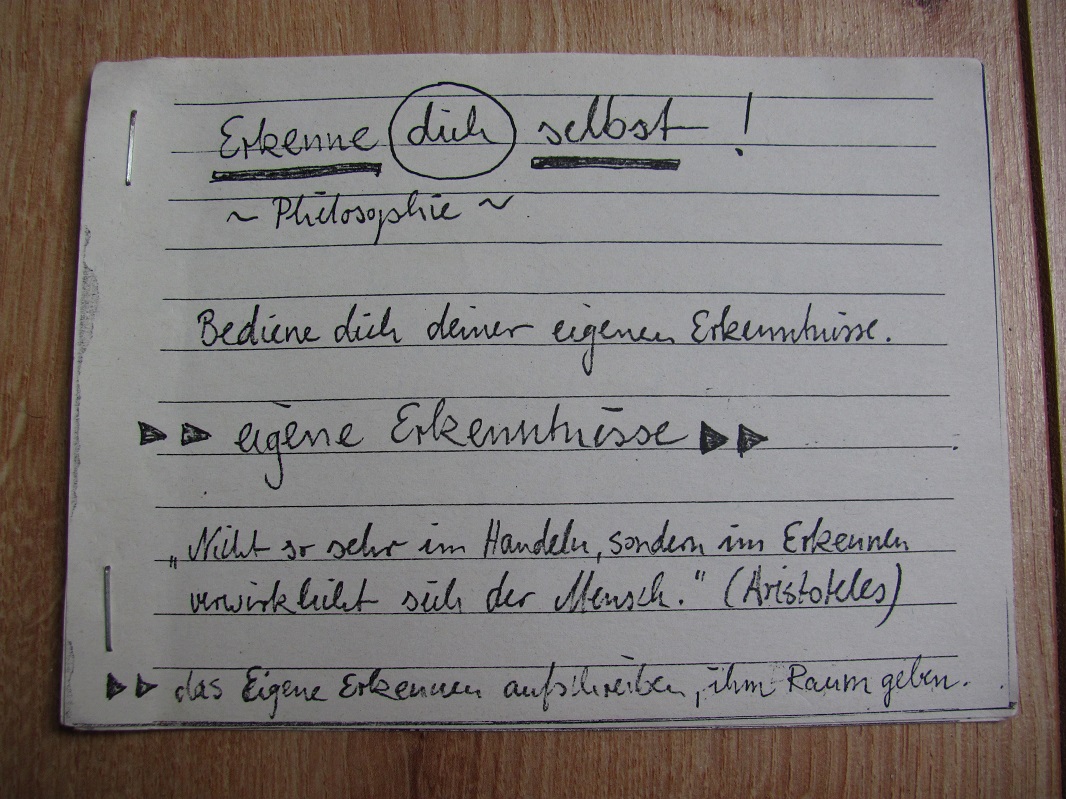 Erkenne dich selbst !
~ Philosophie ~
Bediene dich deiner eigenen Erkenntnisse.
▶▶ eigene Erkenntnisse ▶▶
„Nicht so sehr im Handeln, sondern im Erkennen
verwirklicht sich der Mensch." (Aristoteles)
▶▶ das Eigene Erkennen aufschreiben, ihm Raum geben.